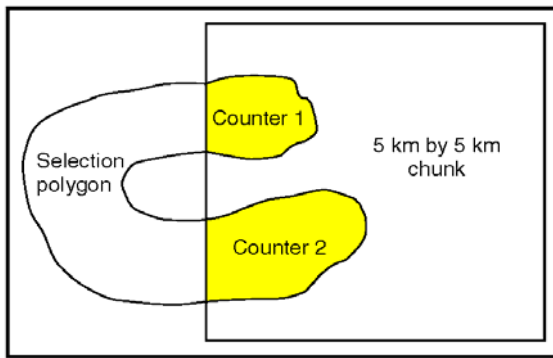 Counter 1
Selection
polygon
5 km by 5 km
chunk
Counter 2